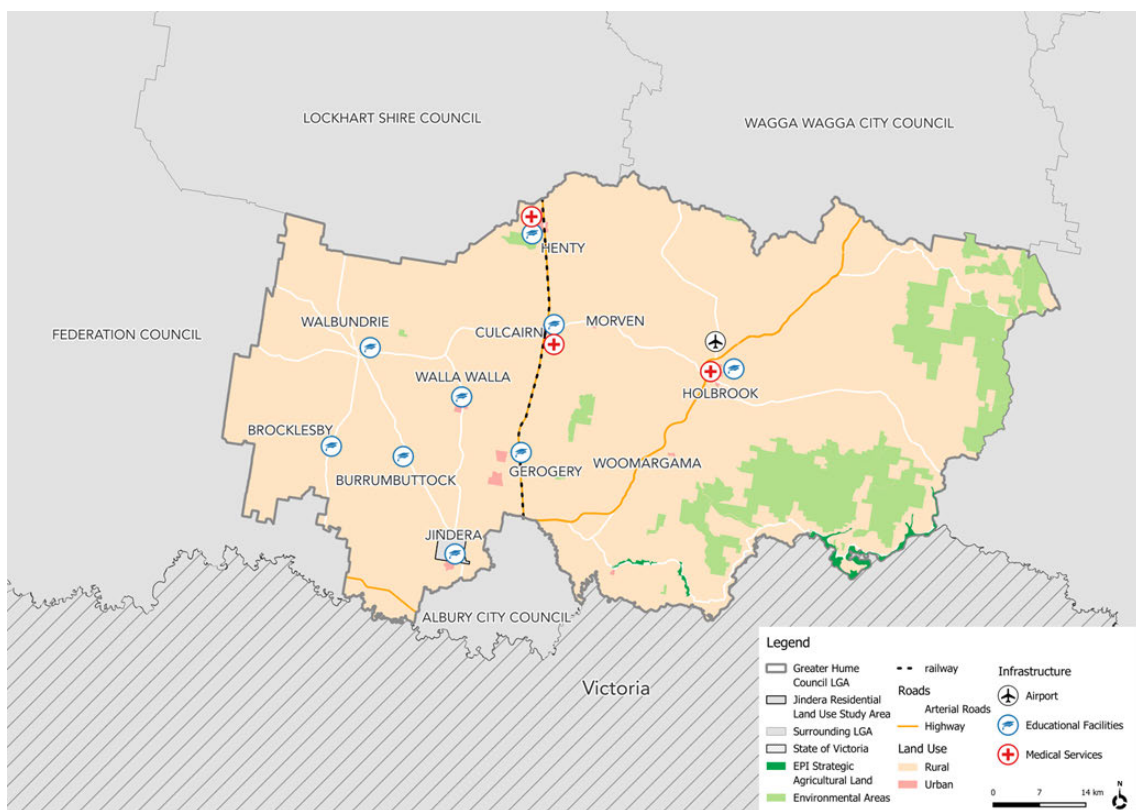 LOCKHART SHIRE COUNCIL
WAGGA WAGGA CITY COUNCIL
HENTY
FEDERATION COUNCIL
WALBUNDRIE
CULCAIRN
MORVEN
WALLA WALLA
HOLBROOK
BROCKLESBY
BURRUMBUTTOCK
GEROGERY
WOOMARGAMA
JINDERA
ALBURY CITY COUNCIL
Victoria
Legend
Greater Hume
Council LGA
Jindera Residential
Land Use Study Area
Surrounding LGA
State of Victoria
EPI Strategic
Agricultural Land
Environmental Areas
railway
Roads
Arterial Roads
Highway
Land Use
Rural
Urban
Infrastructure
Airport
Educational Facilities
Medical Services
0 7 14 km
N